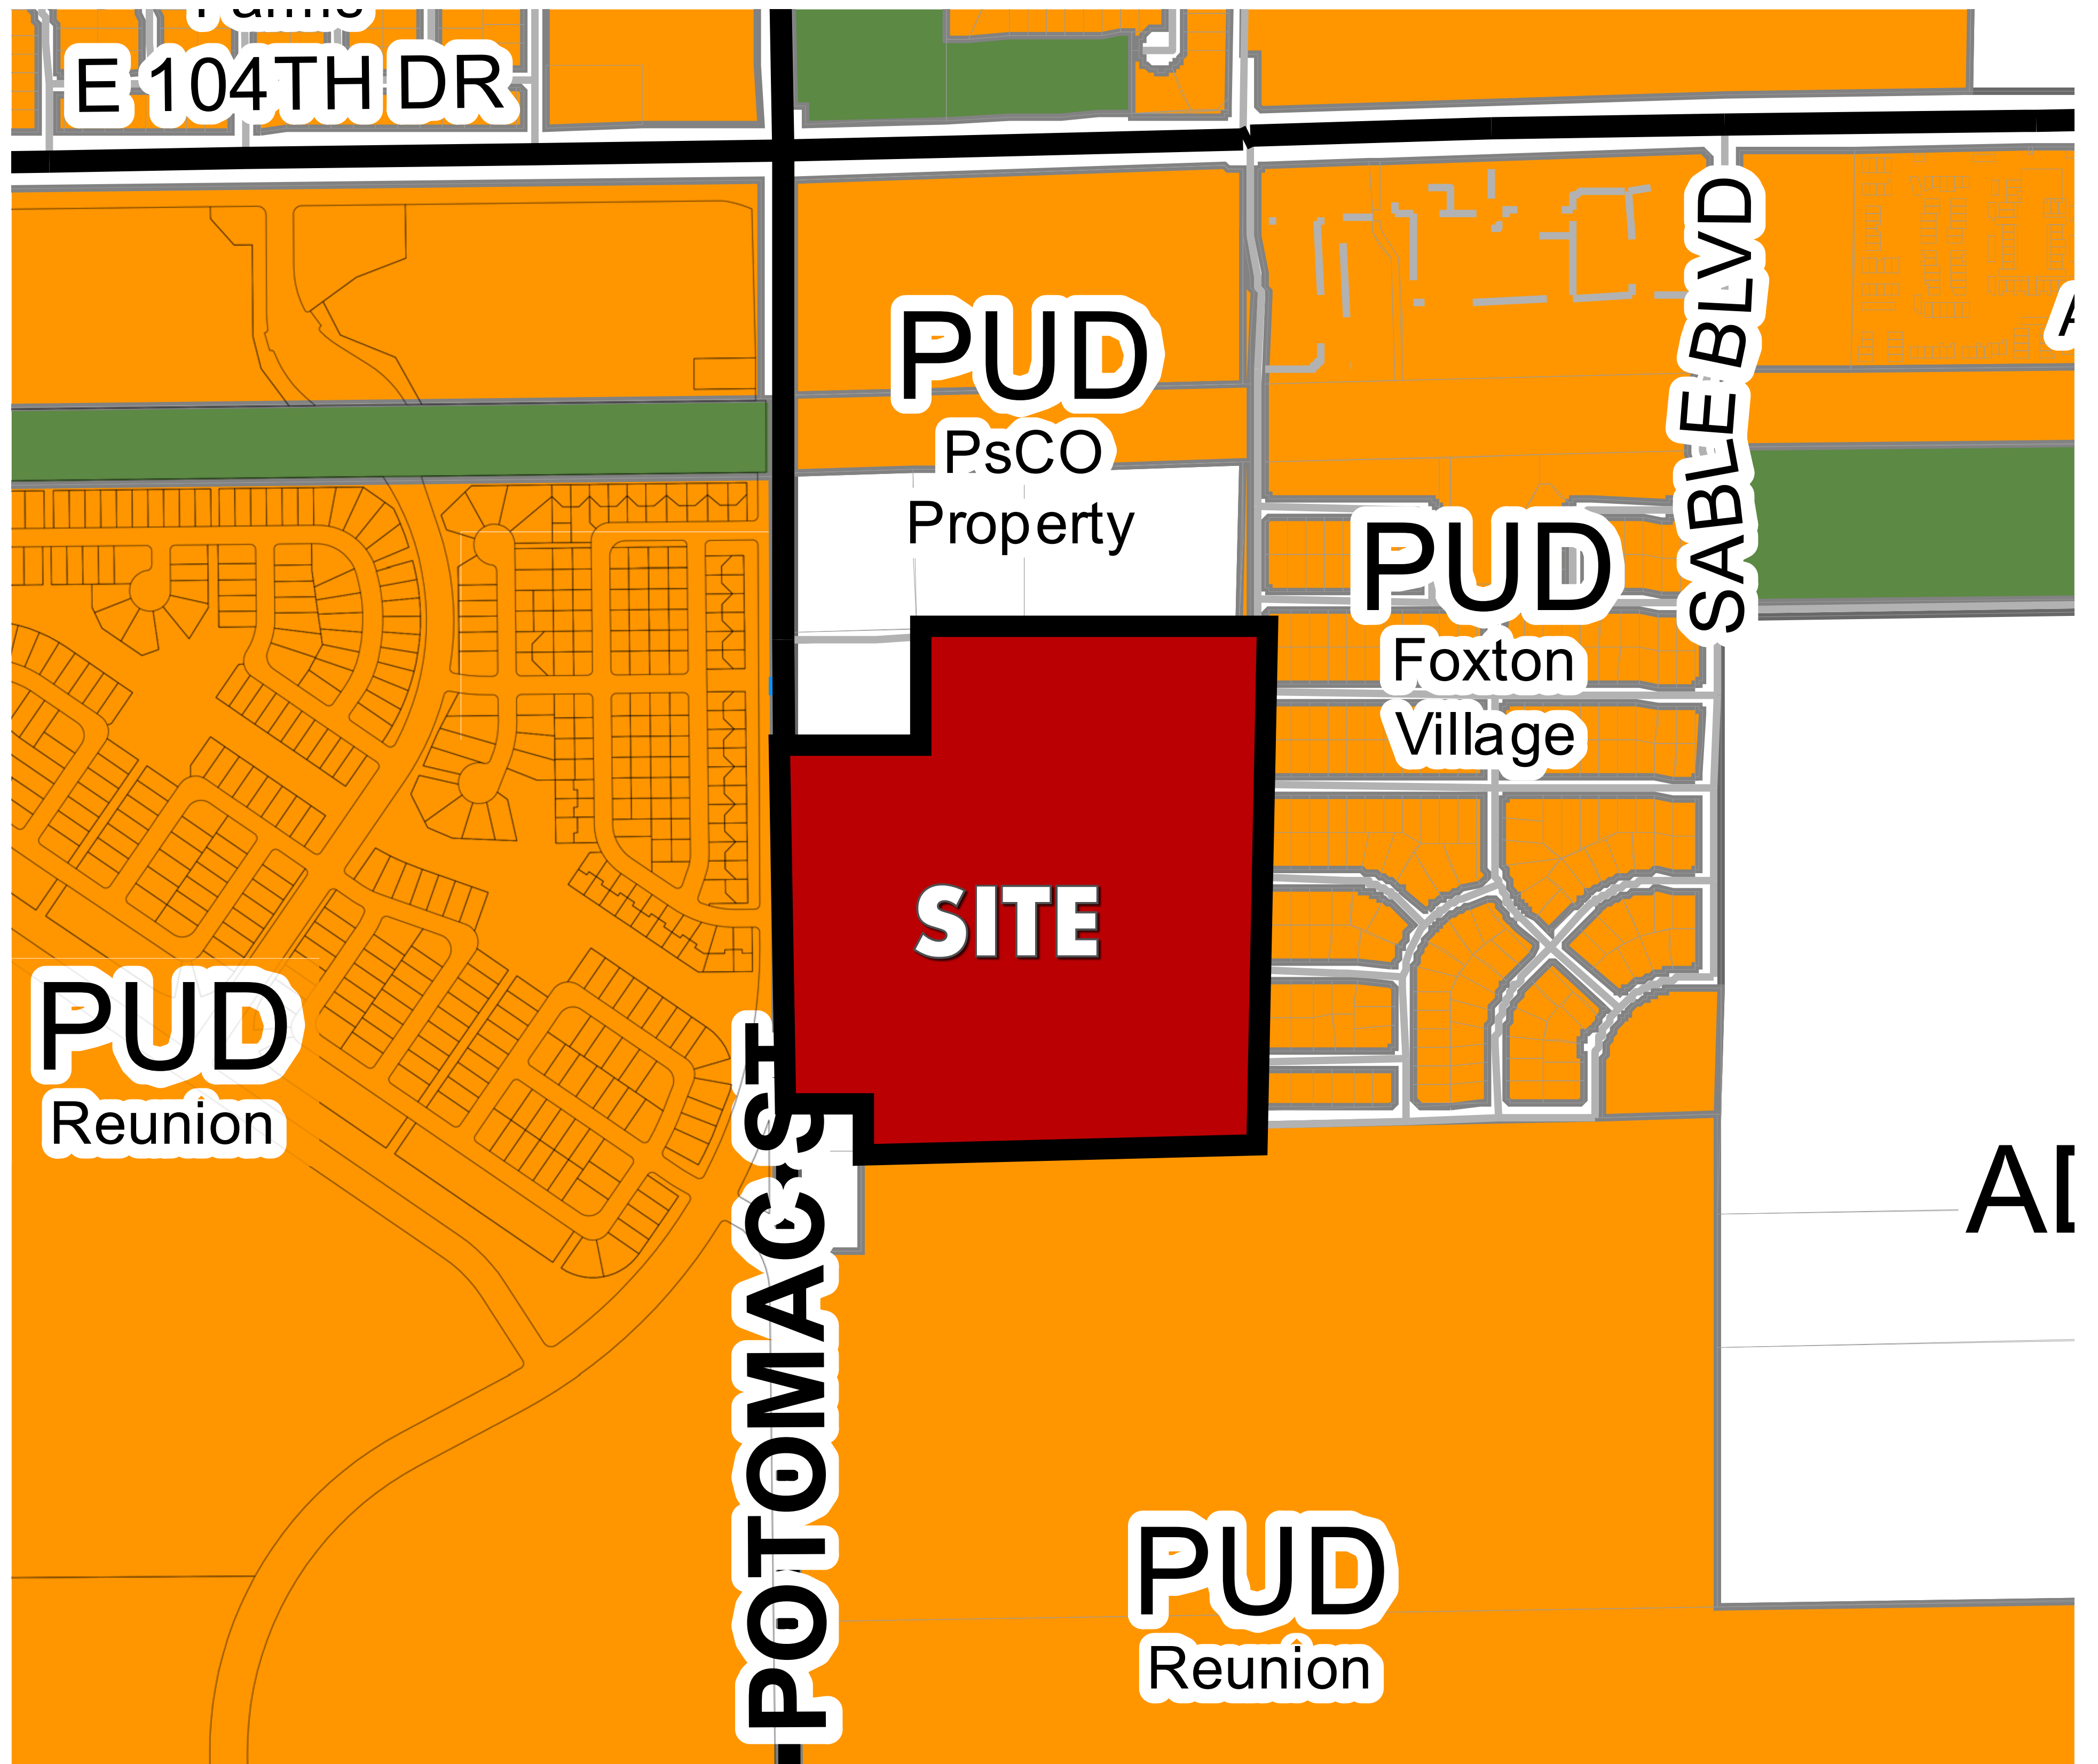 E 104TH DR
SABLE BLVD
PUD
PsCO
Property
PUD
Foxton
Village
SITE
PUD
Reunion
POTOMAC ST
PUD
Reunion